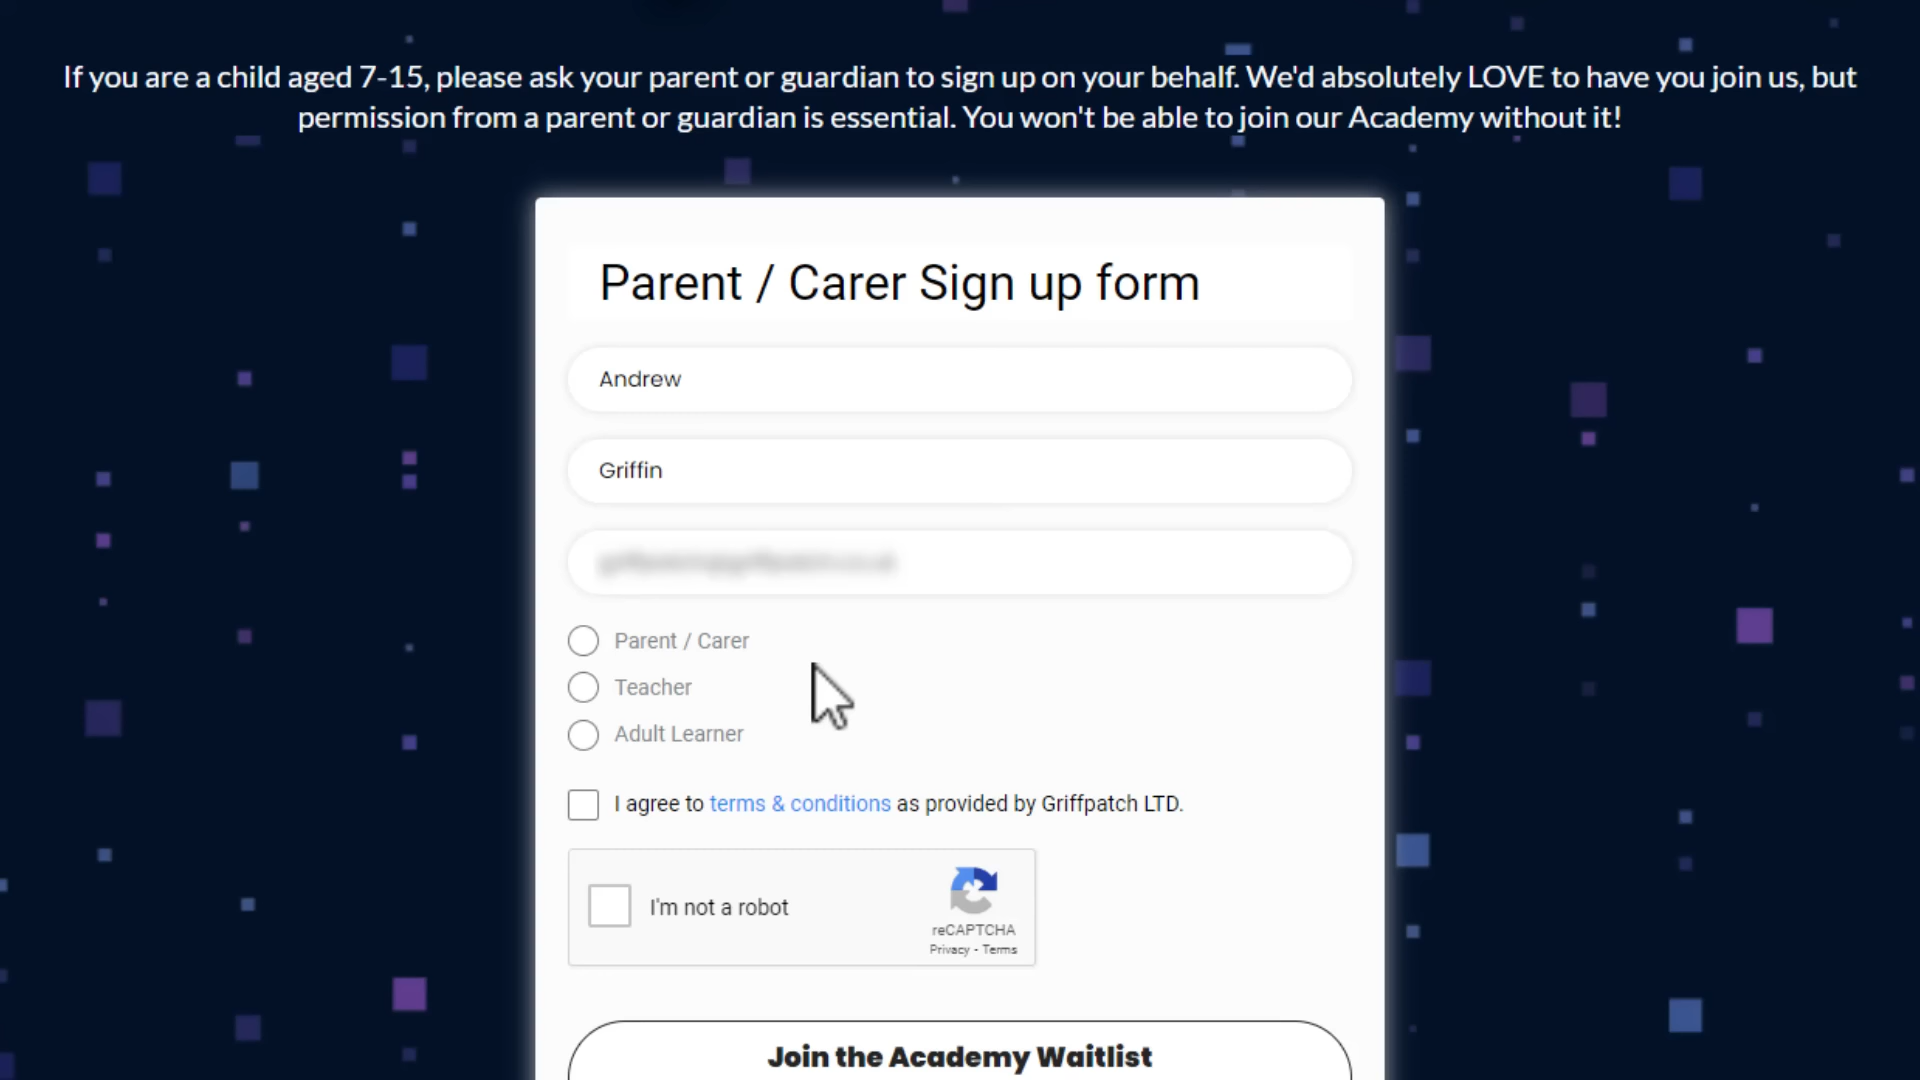 If you are a child aged 7-15, please ask your parent or guardian to sign up on your behalf. We'd absolutely LOVE to have you join us, but
permission from a parent or guardian is essential. You won't be able to join our Academy without it!
Parent / Carer Sign up form
Andrew
Griffin
Parent / Carer
Teacher
Adult Learner
I agree to terms & conditions as provided by Griffpatch LTD.
I'm not a robot
reCAPTCHA
Privacy - Terms
Join the Academy Waitlist